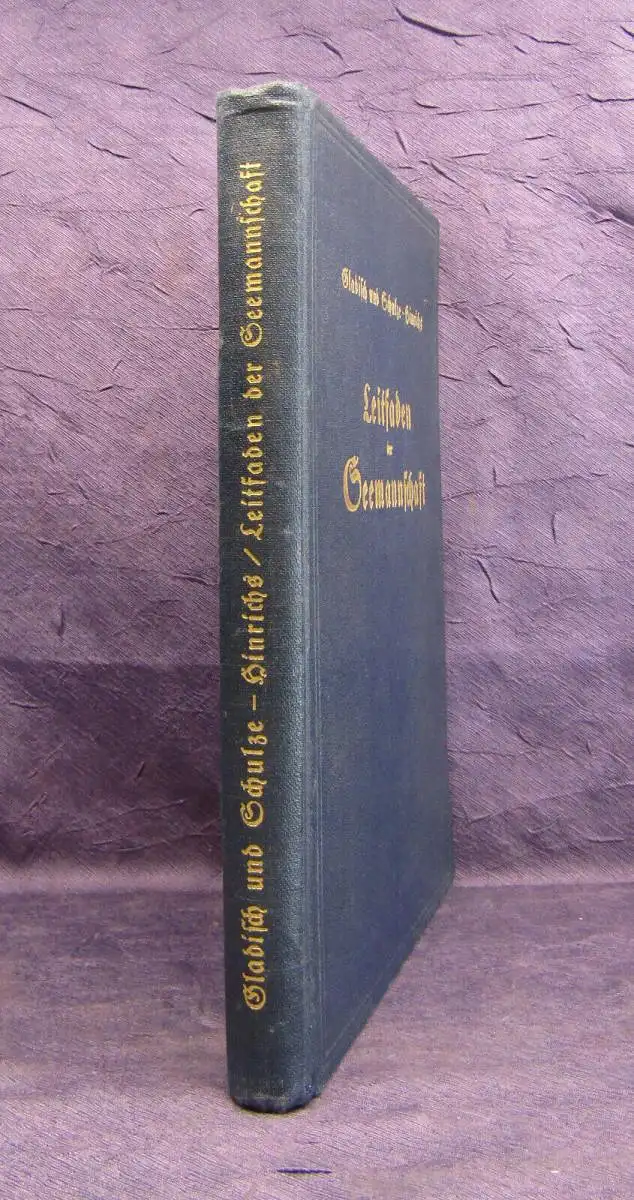 Gladisch und Schulze-Hinrichs / Leitfaden der Seemannschaft
Gladisch und Schulze-Hinrichs
Leitfaden
der
Seemannschaft